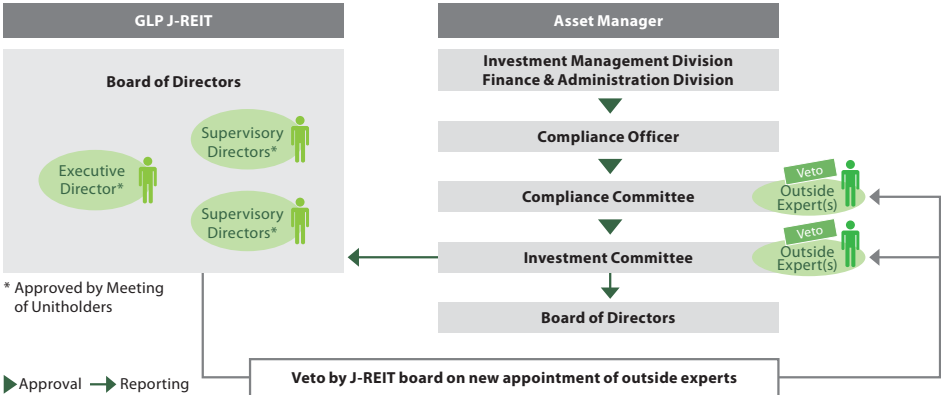 GLP J-REIT
Board of Directors
Supervisory
Directors*
Executive
Director*
Supervisory
Directors*
* Approved by Meeting
of Unitholders
Approval
Reporting
Asset Manager
Investment Management Division
Finance & Administration Division
Compliance Officer
Compliance Committee
Veto
Outside
Expert(s)
Investment Committee
Veto
Outside
Expert(s)
Board of Directors
Veto by J-REIT board on new appointment of outside experts